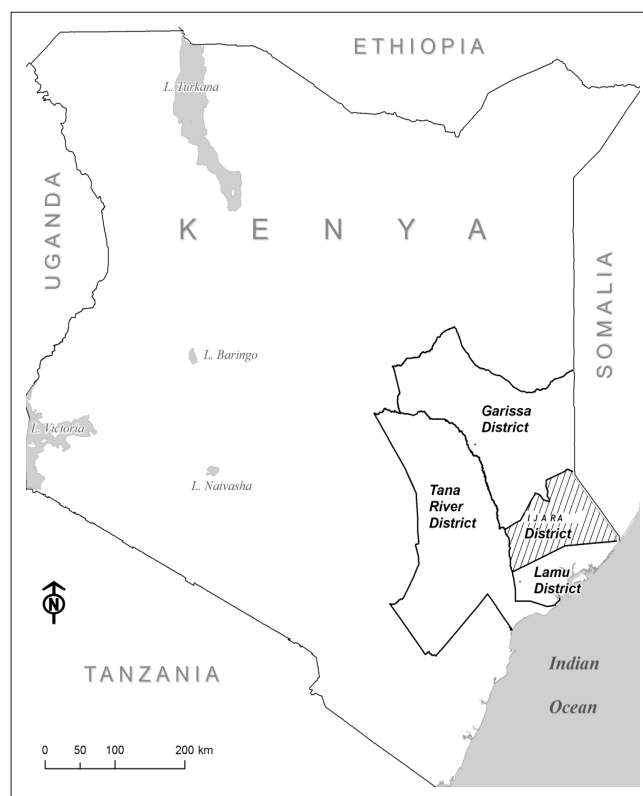 ETHIOPIA
L. Turkana
UGANDA
KENYA
SOMALIA
L. Baringo
Garissa
District
L. Victoria
L. Naivasha
Tana
River
District
IJARA
District
Lamu
District
N
TANZANIA
Indian
Ocean
0 50 100 200 km